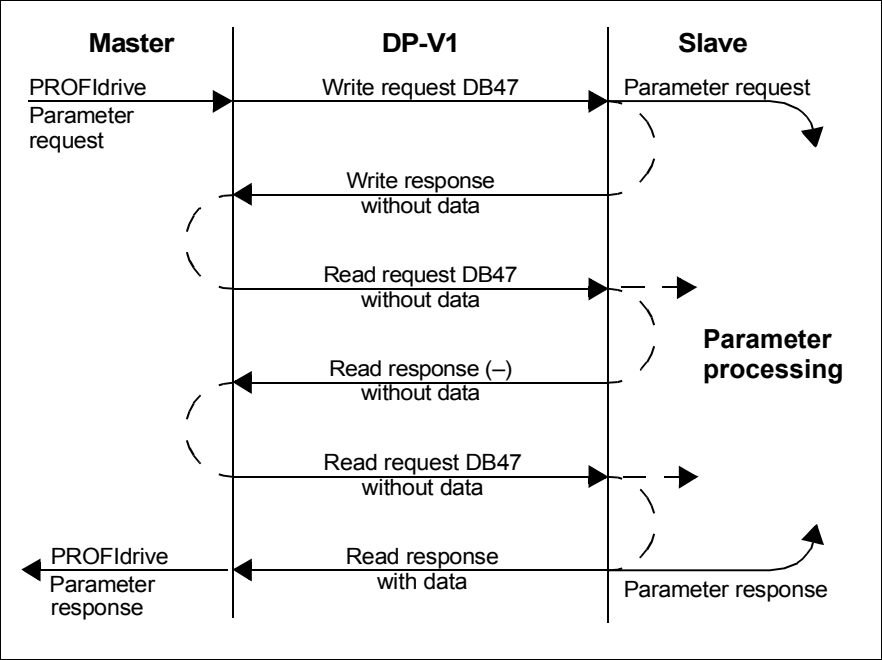 Master
DP-V1
Slave
PROFIdrive
Parameter
request
Write request DB47
Parameter request
Write response
without data
Read request DB47
without data
Parameter
processing
Read response (–)
without data
Read request DB47
without data
PROFIdrive
Parameter
response
Read response
with data
Parameter response